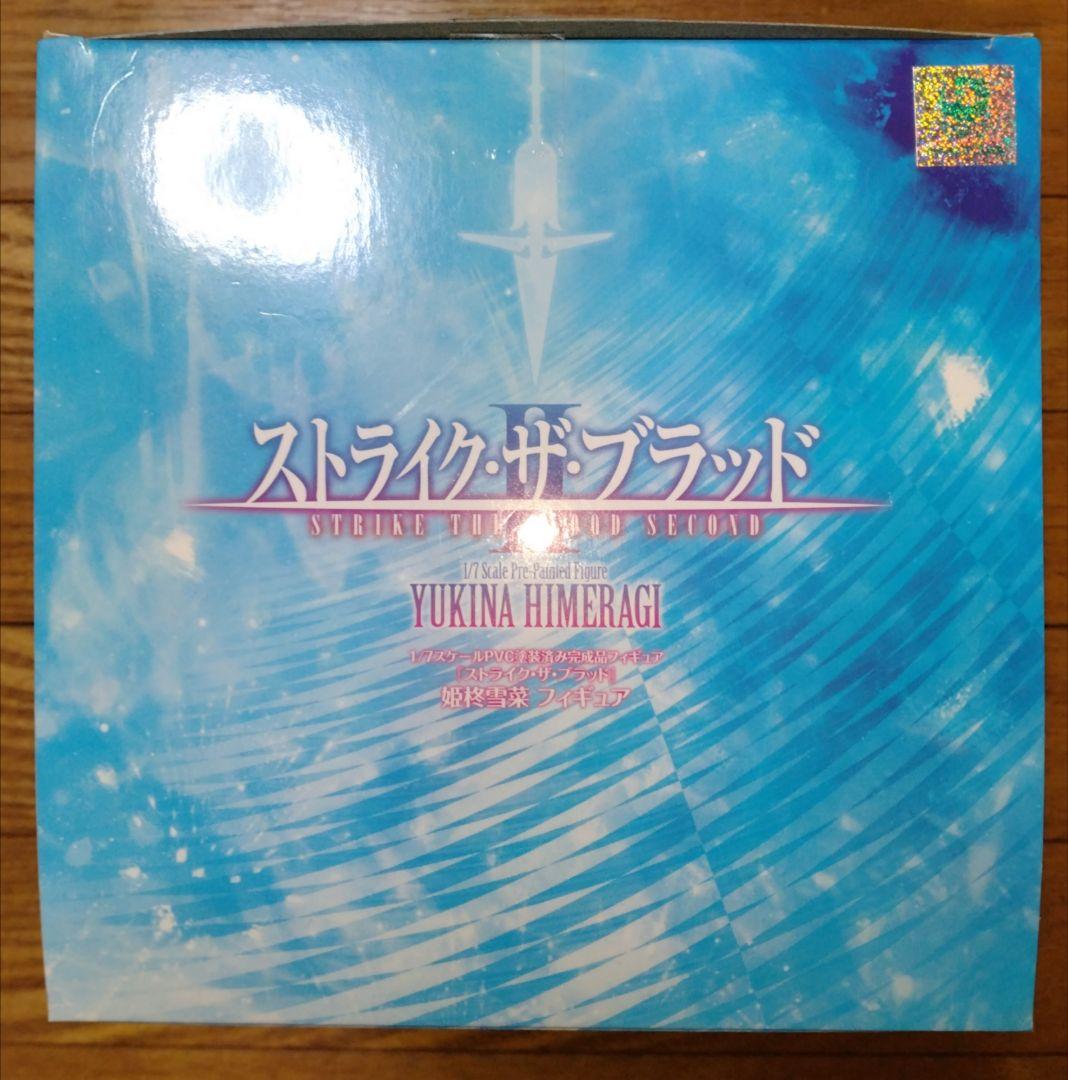 ストライク・ザ・ブラッド
II
STRIKE THE BLOOD SECOND
1/7 Scale Pre-Painted Figure
YUKINA HIMERAGI
1/7スケールPVC塗装済み完成品フィギュア
『ストライク・ザ・ブラッド』
姫柊雪菜 フィギュア